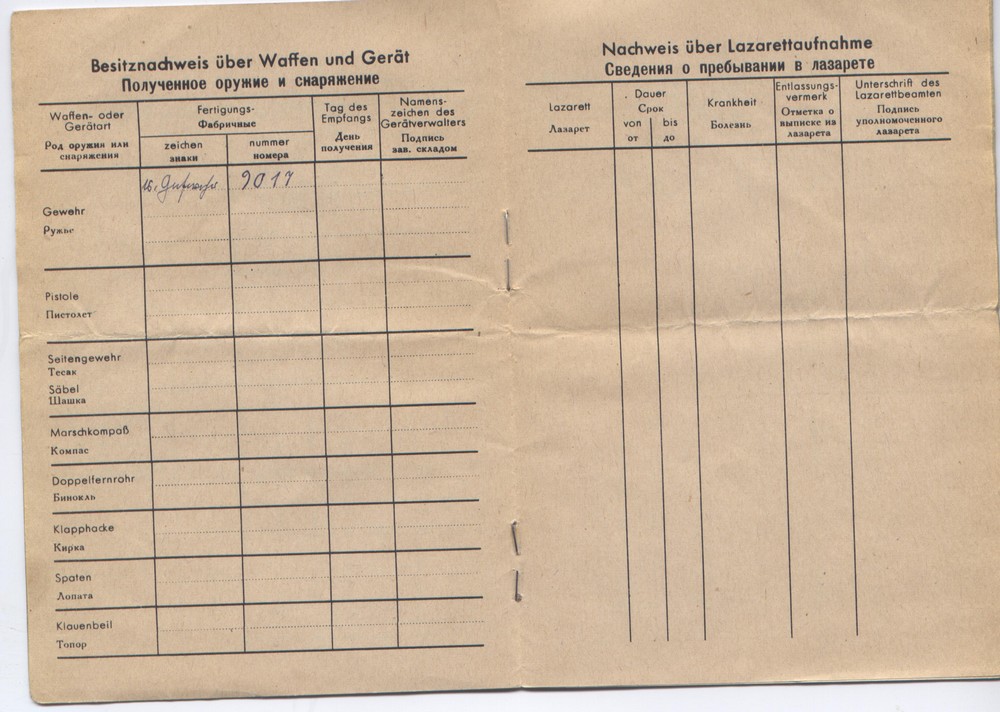 Besitznachweis über Waffen und Gerät
Полученное оружие и снаряжение
Waffen- oder
Gerätart
Род оружия или
снаряжения
Fertigungs-
Фабричные
zeichen
знаки
nummer
номера
Tag des
Empfangs
День
получения
Namens-
zeichen des
Gerätverwalters
Подпись
зав. складом
9017
Gewehr
Ружье
Pistole
Пистолет
Seitengewehr
Тесак
Säbel
Шашка
Marschkompaß
Компас
Doppelfernrohr
Бинокль
Klapphacke
Кирка
Spaten
Лопата
Klauenbeil
Топор
Nachweis über Lazarettaufnahme
Сведения о пребывании в лазарете
Lazarett
Лазарет
Dauer
Срок
von
от
bis
до
Krankheit
Болезнь
Entlassungs-
vermerk
Отметка о
выписке из
лазарета
Unterschrift des
Lazarettbeamten
Подпись
уполномоченного
лазарета